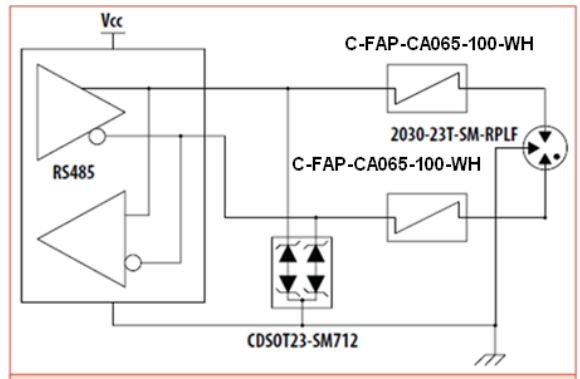 Vcc
C-FAP-CA065-100-WH
2030-23T-SM-RPLF
C-FAP-CA065-100-WH
RS485
CDSOT23-SM712